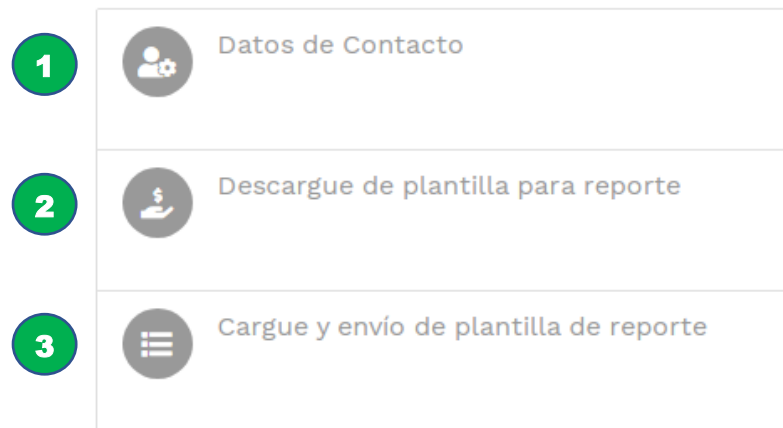 1
Datos de Contacto
2
Descargue de plantilla para reporte
$
3
Cargue y envío de plantilla de reporte